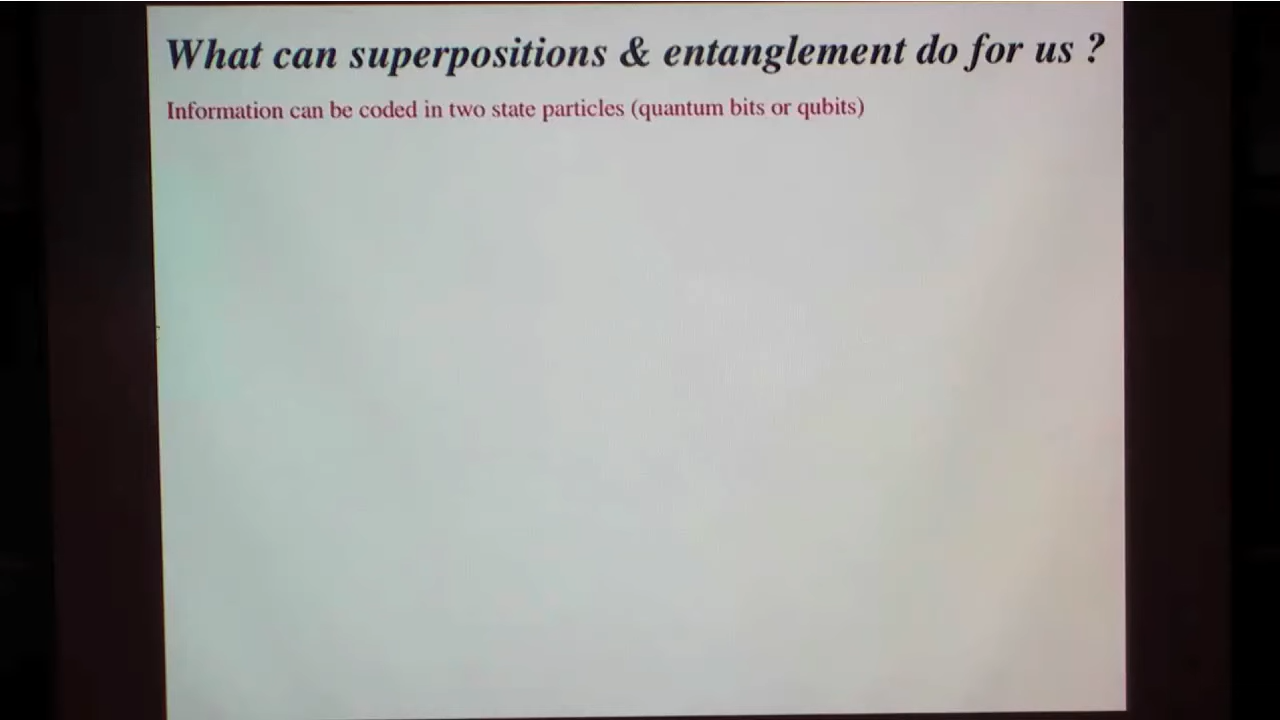 What can superpositions & entanglement do for us ?
Information can be coded in two state particles (quantum bits or qubits)